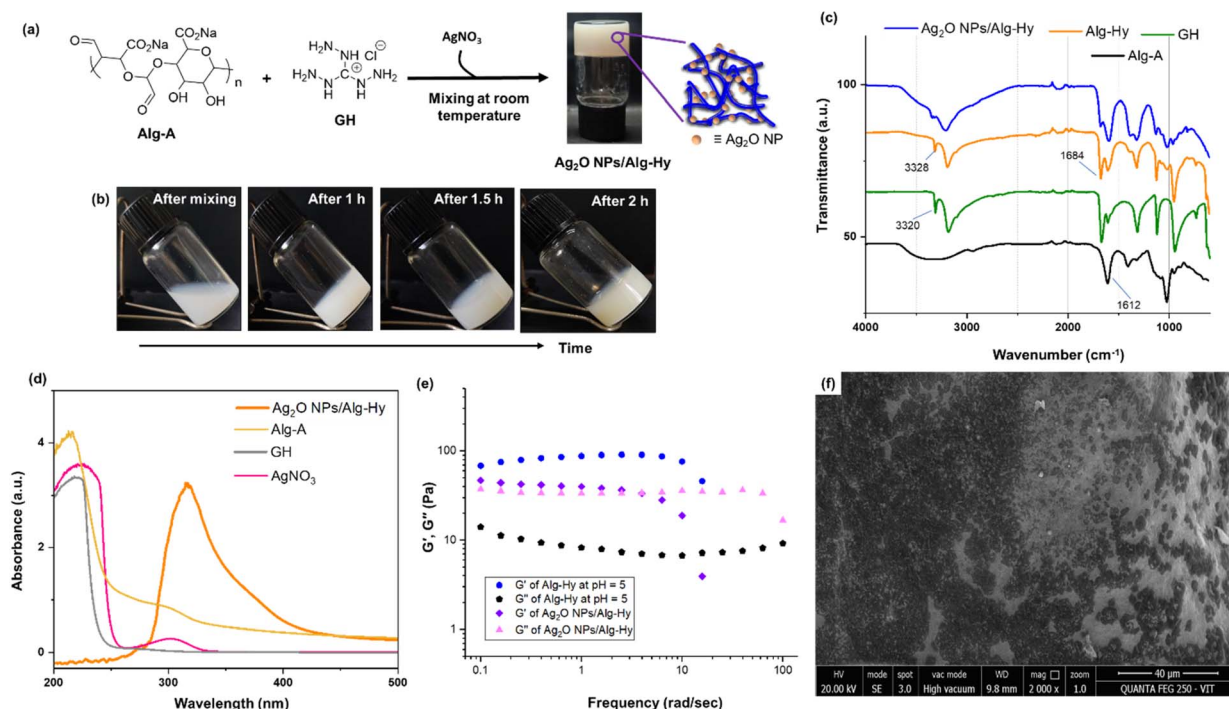 (a)
CO₂Na
CO₂Na
O
O
O
O
O
OH
OH
n
Alg-A
+
H₂N
NH₂
NH
Cl⊖
H₂N
N
H
⊕
N
H
NH₂
GH
AgNO₃
Mixing at room
temperature
Ag₂O NPs/Alg-Hy
≡ Ag₂O NP
(b)
After mixing
After 1 h
After 1.5 h
After 2 h
Time
(c)
Ag₂O NPs/Alg-Hy
Alg-Hy
GH
Alg-A
100
50
3328
1684
3320
1612
Transmittance (a.u.)
4000
3000
2000
1000
Wavenumber (cm⁻¹)
(d)
Ag₂O NPs/Alg-Hy
Alg-A
GH
AgNO₃
4
2
0
Absorbance (a.u.)
200
300
400
500
Wavelength (nm)
(e)
100
10
1
G′, G″ (Pa)
G′ of Alg-Hy at pH = 5
G″ of Alg-Hy at pH = 5
G′ of Ag₂O NPs/Alg-Hy
G″ of Ag₂O NPs/Alg-Hy
0.1
1
10
100
Frequency (rad/sec)
(f)
HV mode spot vac mode WD mag □ zoom
20.00 kV SE 3.0 High vacuum 9.8 mm 2 000 x 1.0
40 µm
QUANTA FEG 250 - VIT